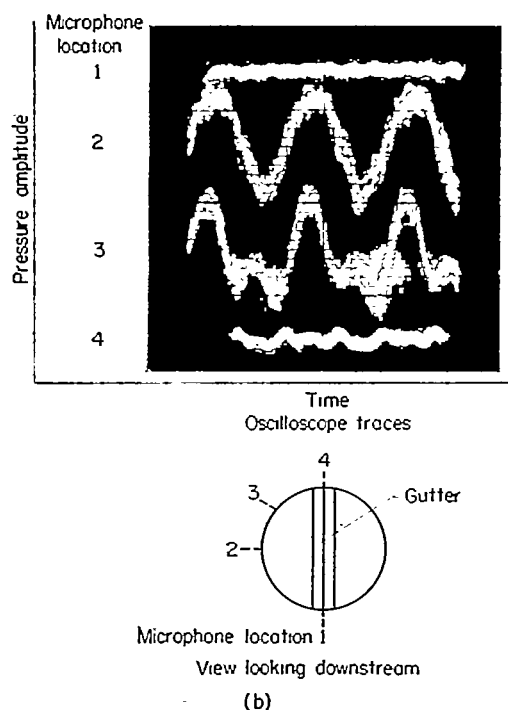 Microphone
location
1
2
3
4
Pressure amplitude
Time
Oscilloscope traces
4
3
Gutter
2
Microphone location 1
View looking downstream
(b)